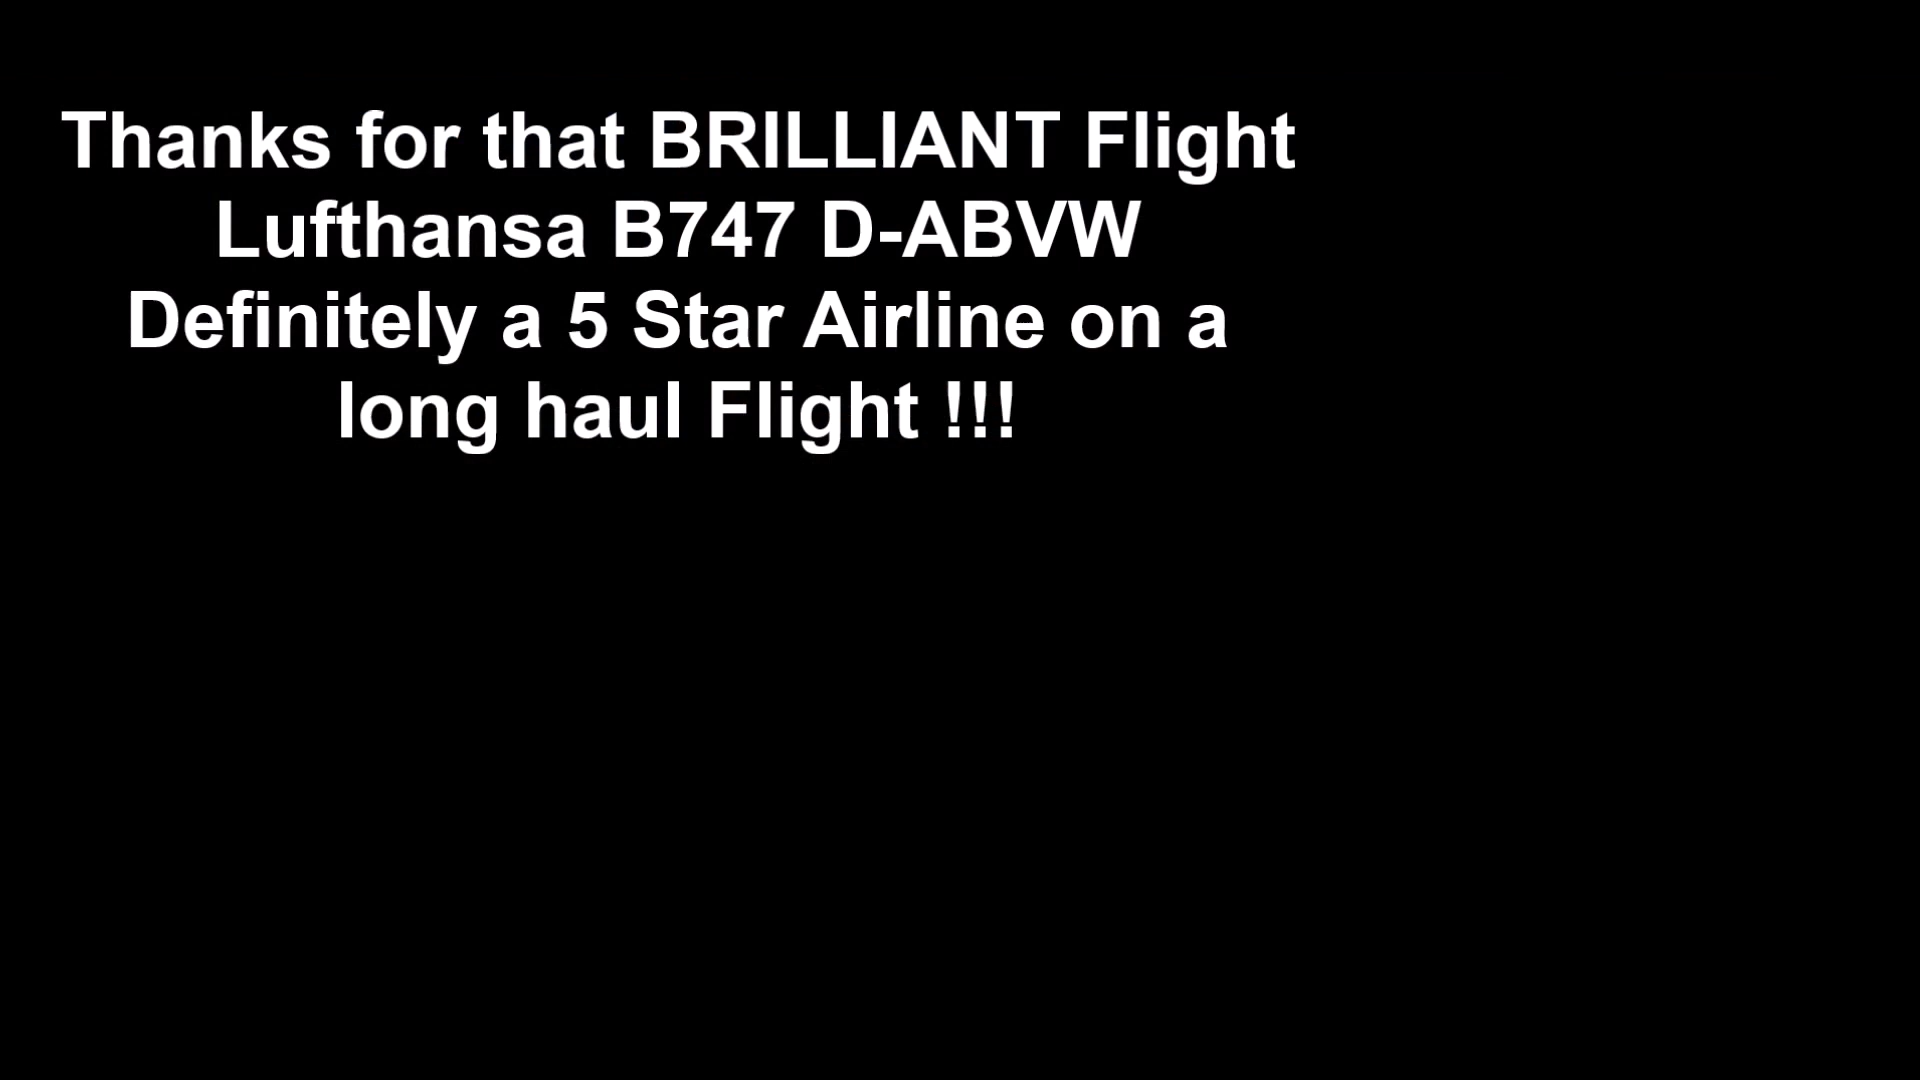 Thanks for that BRILLIANT Flight
Lufthansa B747 D-ABVW
Definitely a 5 Star Airline on a
long haul Flight !!!